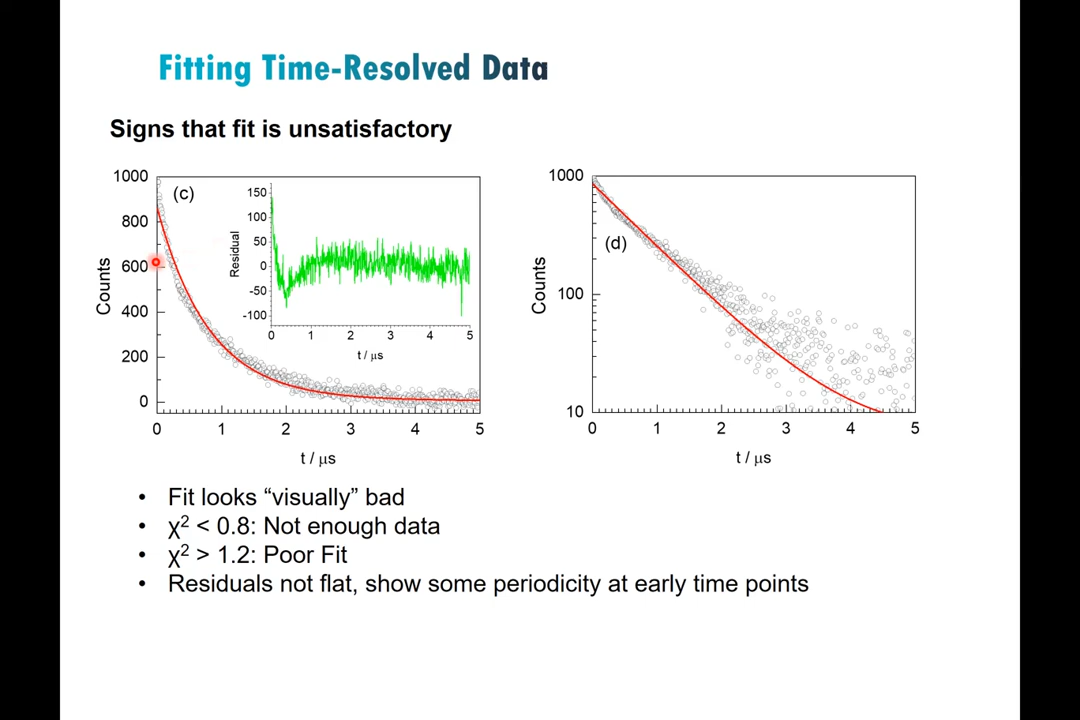 Fitting Time-Resolved Data
Signs that fit is unsatisfactory
1000
800
600
400
200
0
Counts
(c)
0
1
2
3
4
5
t / μs
150
100
50
0
-50
-100
Residual
0
1
2
3
4
5
t / μs
1000
100
10
Counts
(d)
0
1
2
3
4
5
t / μs
• Fit looks “visually” bad
• χ² < 0.8: Not enough data
• χ² > 1.2: Poor Fit
• Residuals not flat, show some periodicity at early time points